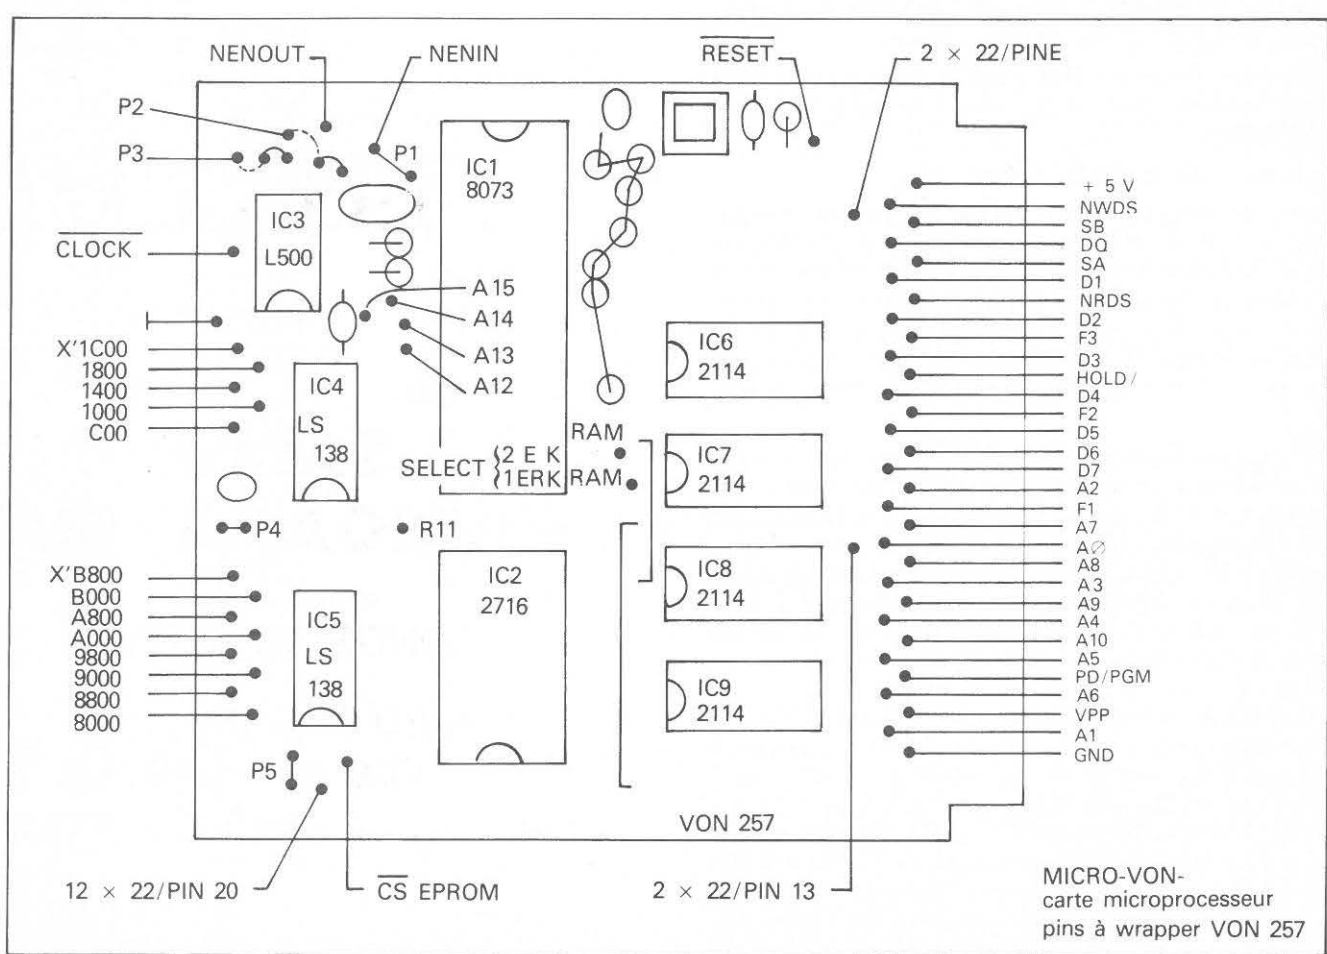 NENOUT
NENIN
RESET
2 × 22/PINE
P2
P3
P1
IC1
8073
IC3
L500
CLOCK
A15
A14
A13
A12
X'1C00
1800
1400
1000
C00
IC4
LS
138
SELECT
{2 E K RAM
{1ERK RAM
P4
R11
X'B800
B000
A800
A000
9800
9000
8800
8000
IC5
LS
138
IC2
2716
P5
IC6
2114
IC7
2114
IC8
2114
IC9
2114
+ 5 V
NWDS
SB
DQ
SA
D1
NRDS
D2
F3
D3
HOLD/
D4
F2
D5
D6
D7
A2
F1
A7
A∅
A8
A3
A9
A4
A10
A5
PD/PGM
A6
VPP
A1
GND
VON 257
12 × 22/PIN 20
CS EPROM
2 × 22/PIN 13
MICRO-VON-
carte microprocesseur
pins à wrapper VON 257